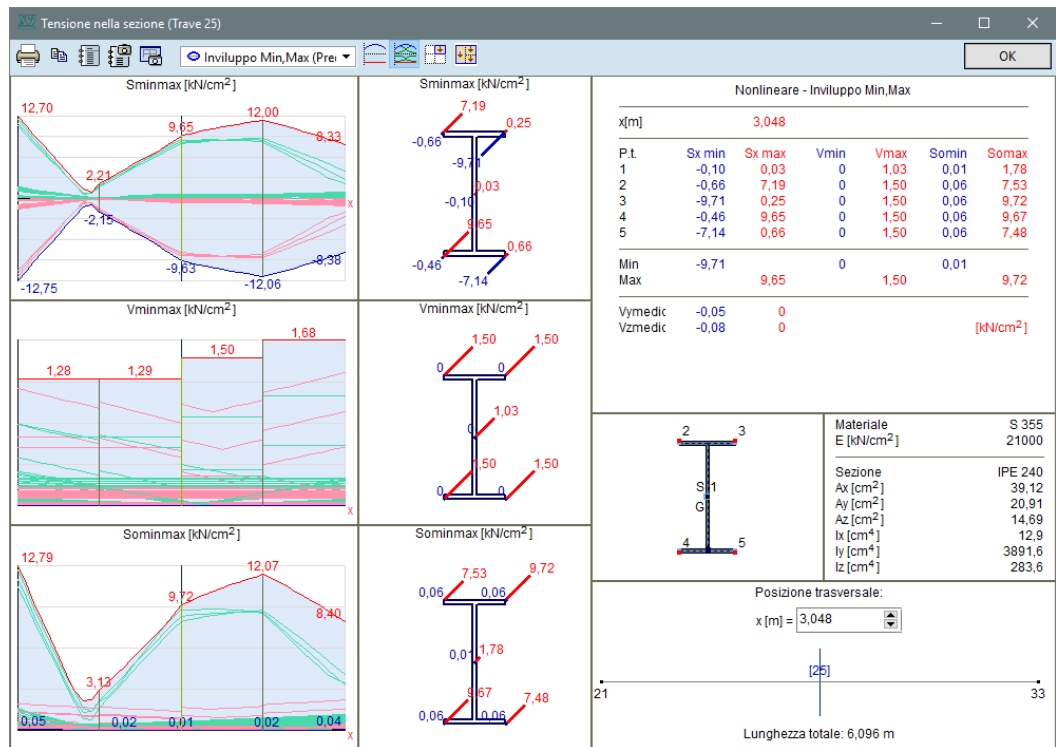 Tensione nella sezione (Trave 25)
Inviluppo Min,Max (Pre
OK
Sminmax [kN/cm²]
12,70
12,00
9,65
8,33
2,21
x
-2,15
-9,63
-8,38
-12,75
-12,06
Vminmax [kN/cm²]
1,68
1,50
1,28
1,29
x
Sominmax [kN/cm²]
12,79
12,07
9,72
8,40
3,13
0,05
0,02
0,01
0,02
0,04
x
Sminmax [kN/cm²]
7,19
0,25
-0,66
-9,71
0,03
-0,10
9,65
0,66
-0,46
-7,14
Vminmax [kN/cm²]
1,50
1,50
0
0
1,03
0
1,50
1,50
0
0
Sominmax [kN/cm²]
7,53
9,72
0,06
0,06
1,78
0,01
9,67
7,48
0,06
0,06
Nonlineare - Inviluppo Min,Max
x[m] 3,048
P.t. Sx min Sx max Vmin Vmax Somin Somax
1 -0,10 0,03 0 1,03 0,01 1,78
2 -0,66 7,19 0 1,50 0,06 7,53
3 -9,71 0,25 0 1,50 0,06 9,72
4 -0,46 9,65 0 1,50 0,06 9,67
5 -7,14 0,66 0 1,50 0,06 7,48
Min -9,71 0 0,01
Max 9,65 1,50 9,72
Vymedic -0,05 0
Vzmedic -0,08 0 [kN/cm²]
2 3
S 1
G
4 5
Materiale S 355
E [kN/cm²] 21000
Sezione IPE 240
Ax [cm²] 39,12
Ay [cm²] 20,91
Az [cm²] 14,69
Ix [cm⁴] 12,9
Iy [cm⁴] 3891,6
Iz [cm⁴] 283,6
Posizione trasversale:
x [m] = 3,048
[25]
21 33
Lunghezza totale: 6,096 m